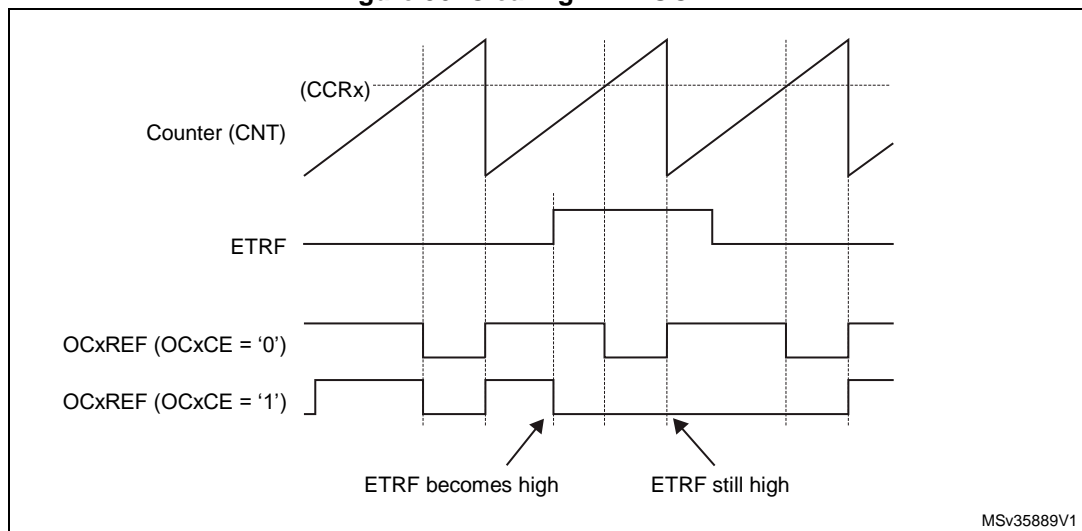 (CCRx)
Counter (CNT)
ETRF
OCxREF (OCxCE = ‘0’)
OCxREF (OCxCE = ‘1’)
ETRF becomes high ETRF still high
MSv35889V1